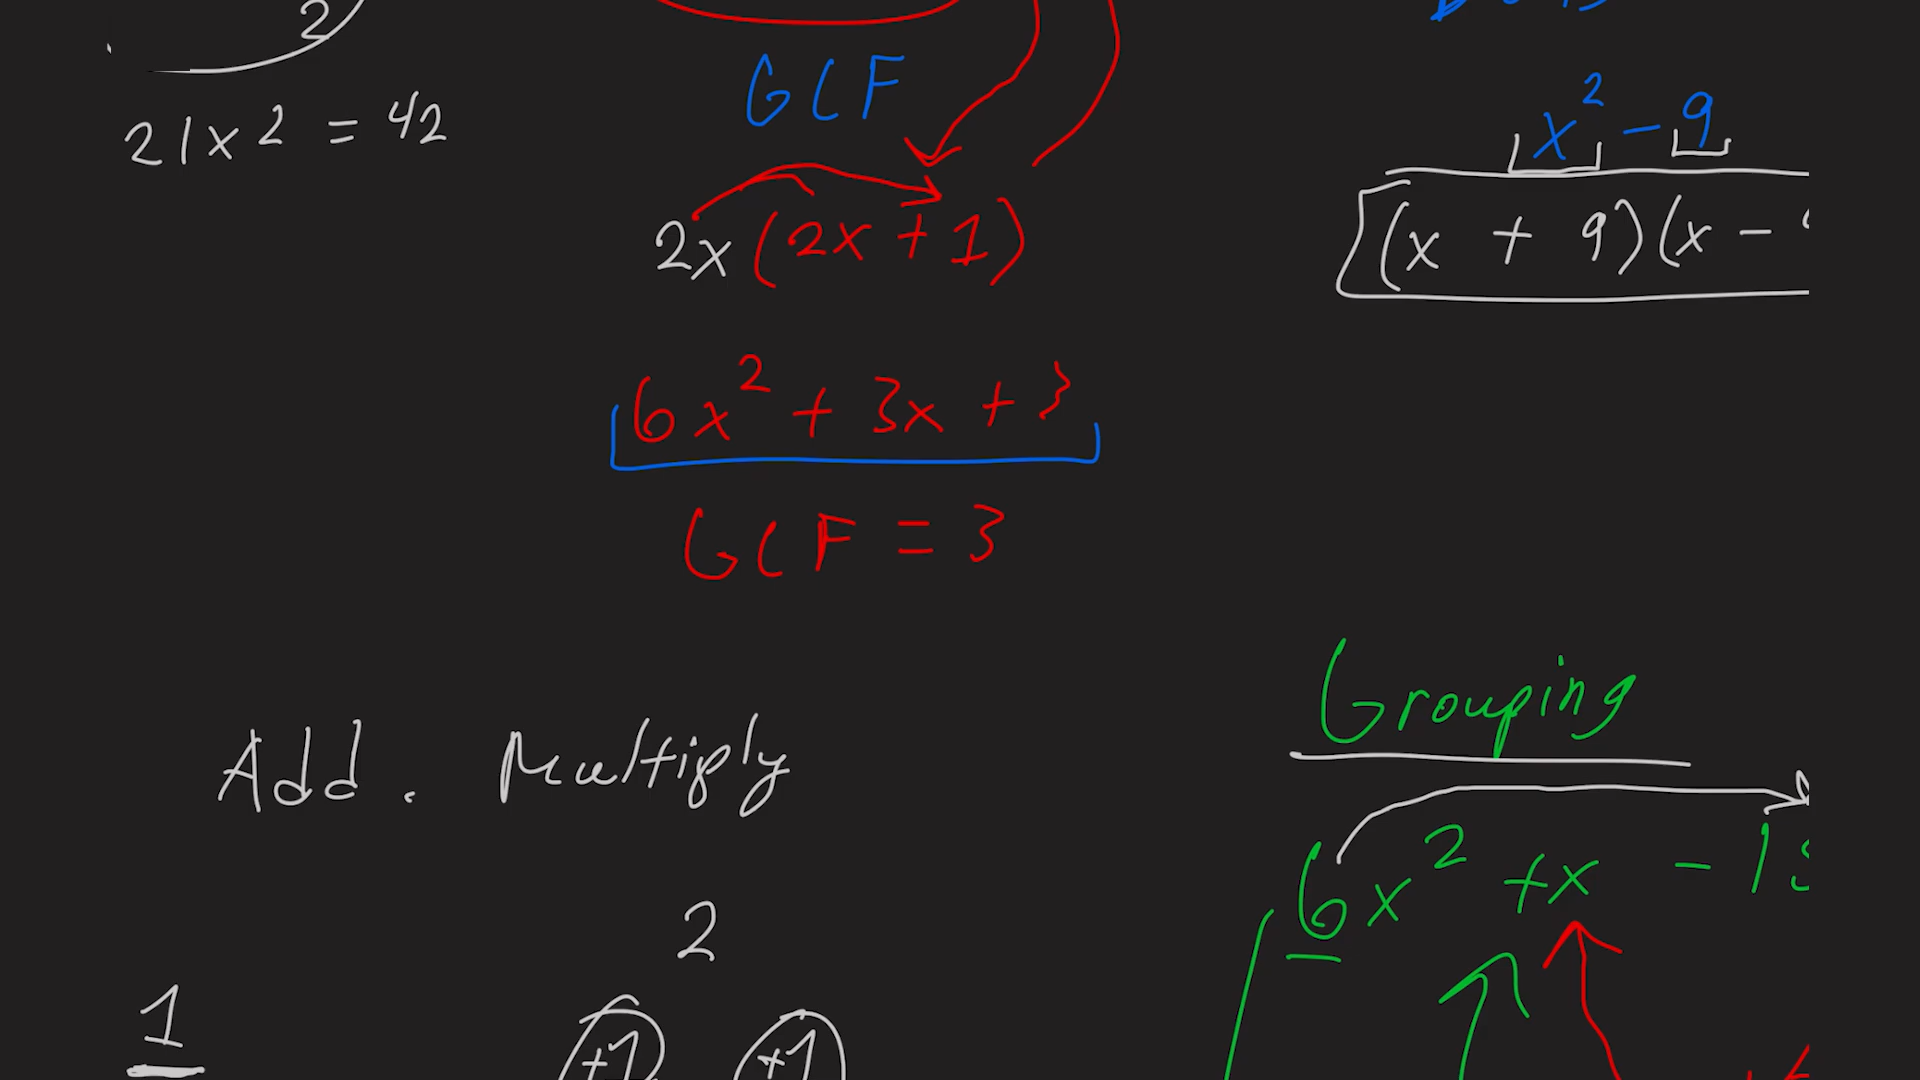 2
21x2 = 42
GCF
2x(2x + 1)
6x² + 3x + 3
GCF = 3
x² - 9
(x + 9)(x -
Grouping
6x² + x - 1
Add. Multiply
2
1
+1 +1